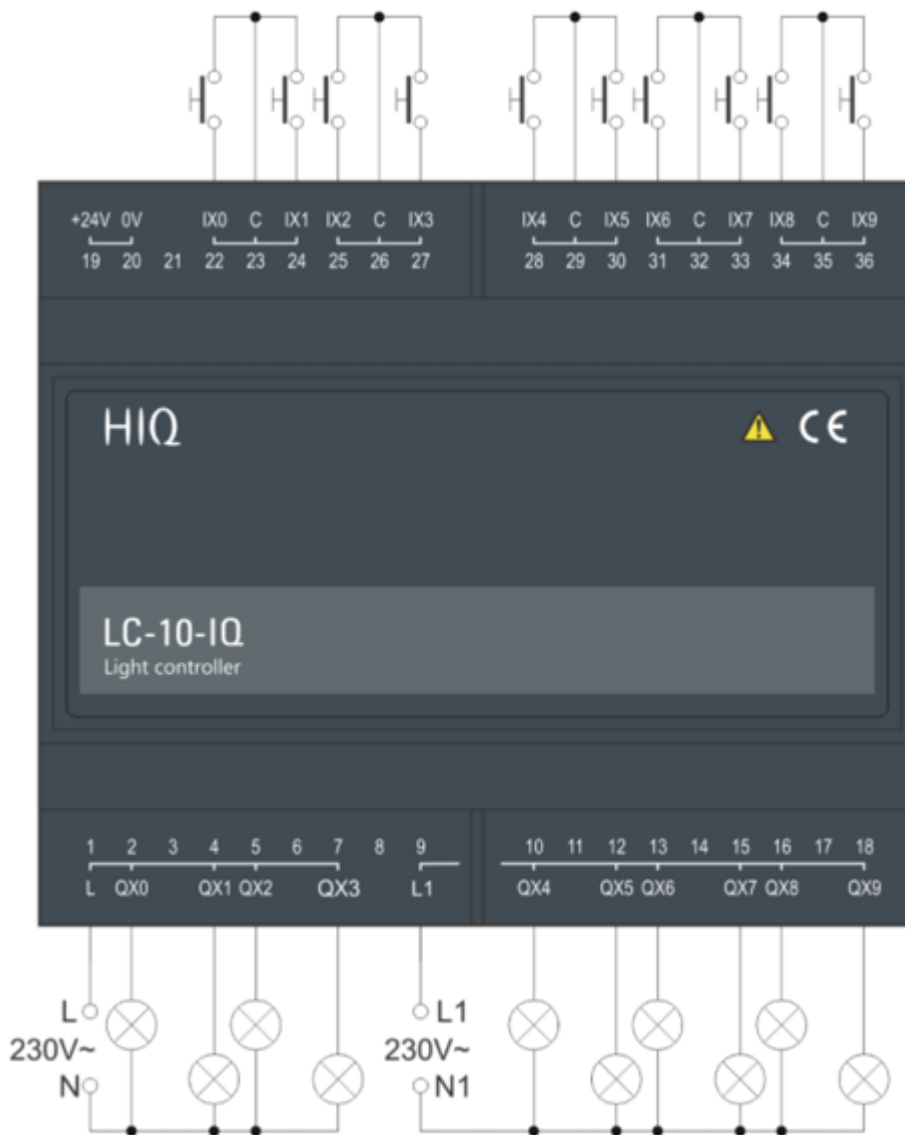 +24V 0V IX0 C IX1 IX2 C IX3 IX4 C IX5 IX6 C IX7 IX8 C IX9
19 20 21 22 23 24 25 26 27 28 29 30 31 32 33 34 35 36
HIQ CE
LC-10-IQ
Light controller
1 2 3 4 5 6 7 8 9 10 11 12 13 14 15 16 17 18
L QX0 QX1 QX2 QX3 L1 QX4 QX5 QX6 QX7 QX8 QX9
L L1
230V~ 230V~
N N1